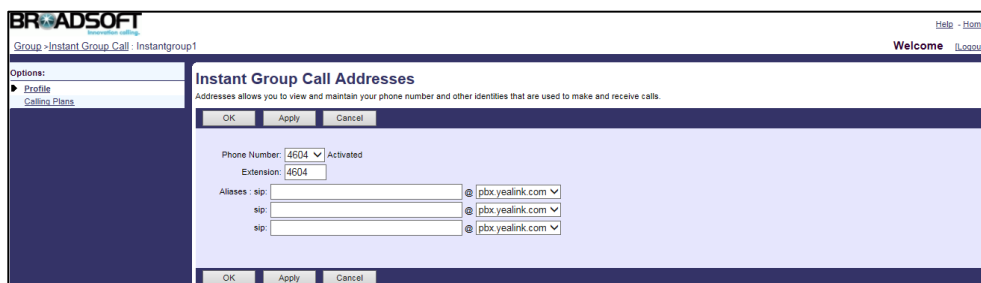 BROADSOFT
innovation calling.
Help - Hom
Group >Instant Group Call : Instantgroup1
Welcome [Logou
Options:
Profile
Calling Plans
Instant Group Call Addresses
Addresses allows you to view and maintain your phone number and other identities that are used to make and receive calls.
OK Apply Cancel
Phone Number: 4604 Activated
Extension: 4604
Aliases : sip: @ pbx.yealink.com
sip: @ pbx.yealink.com
sip: @ pbx.yealink.com
OK Apply Cancel